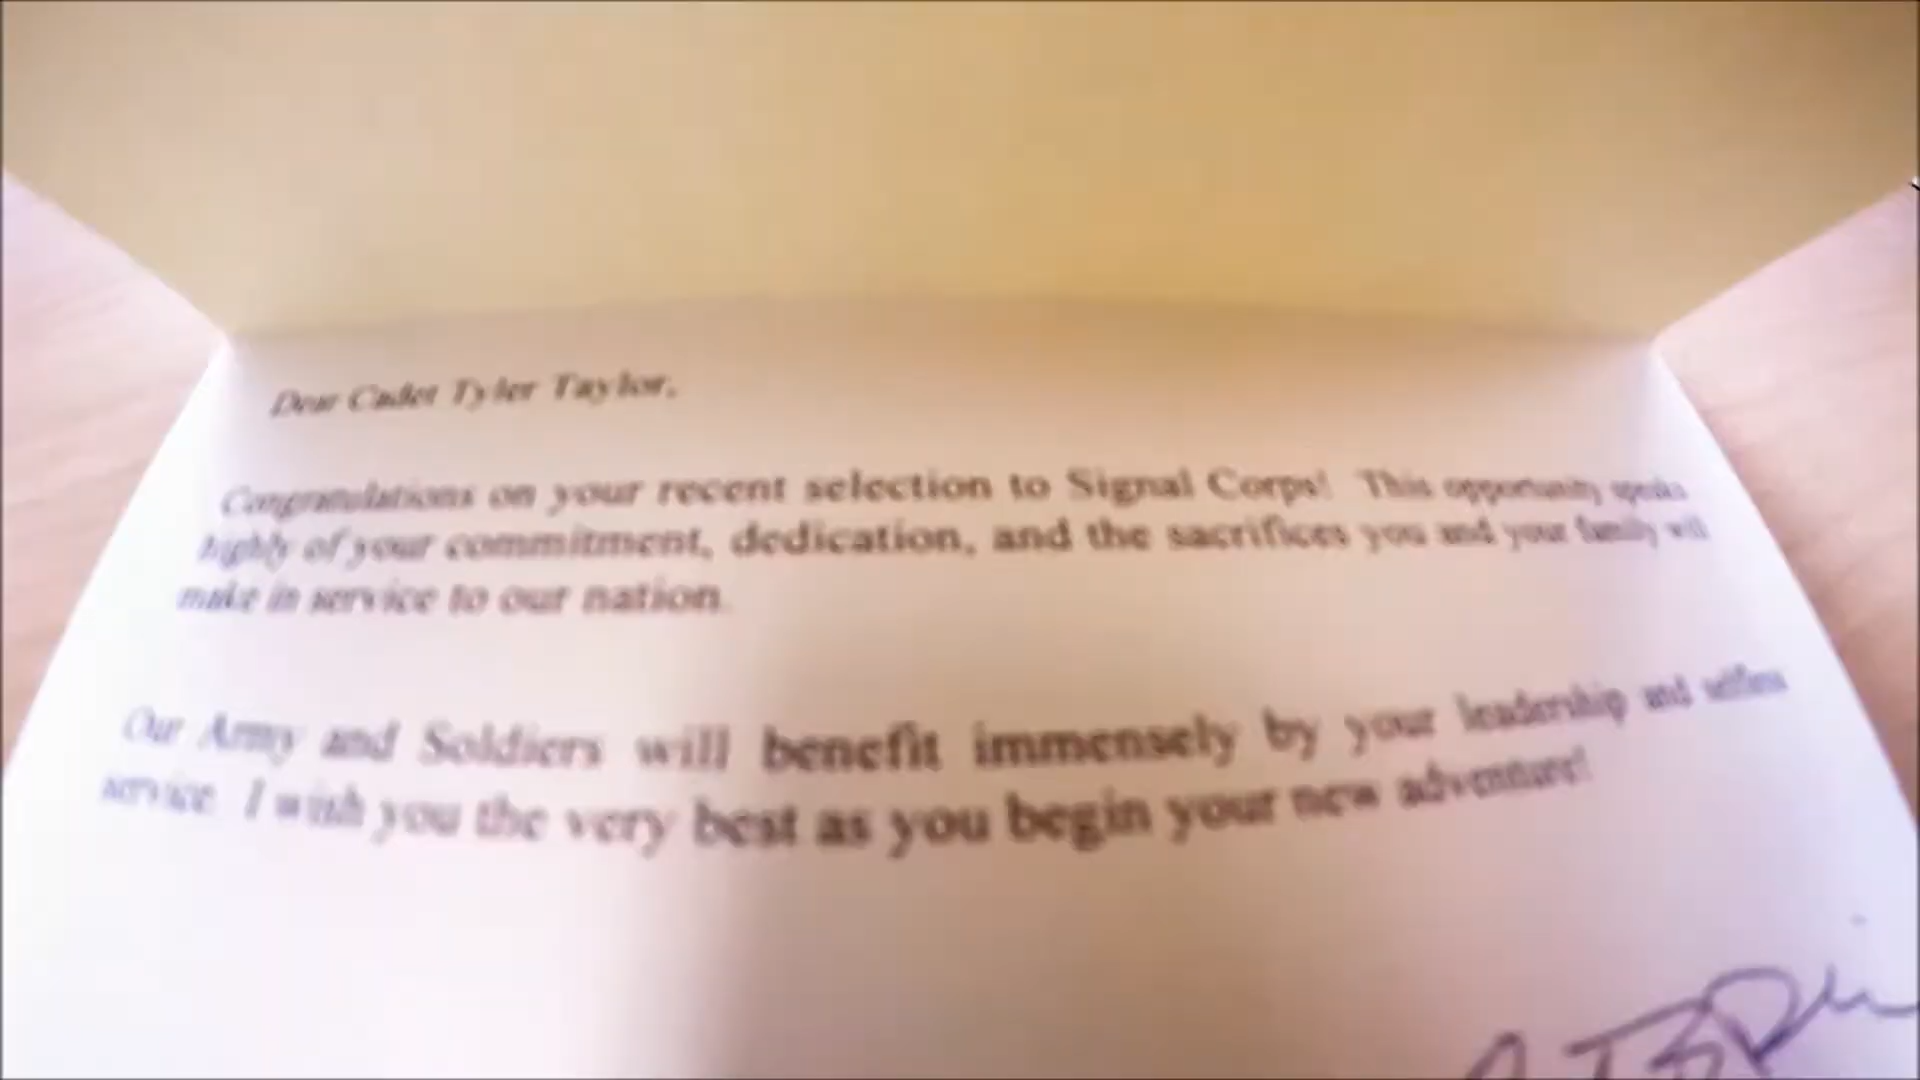 Dear Cadet Tyler Taylor,
Congratulations on your recent selection to Signal Corps! This opportunity speaks
highly of your commitment, dedication, and the sacrifices you and your family will
make in service to our nation.
Our Army and Soldiers will benefit immensely by your leadership and selfless
service. I wish you the very best as you begin your new adventure!